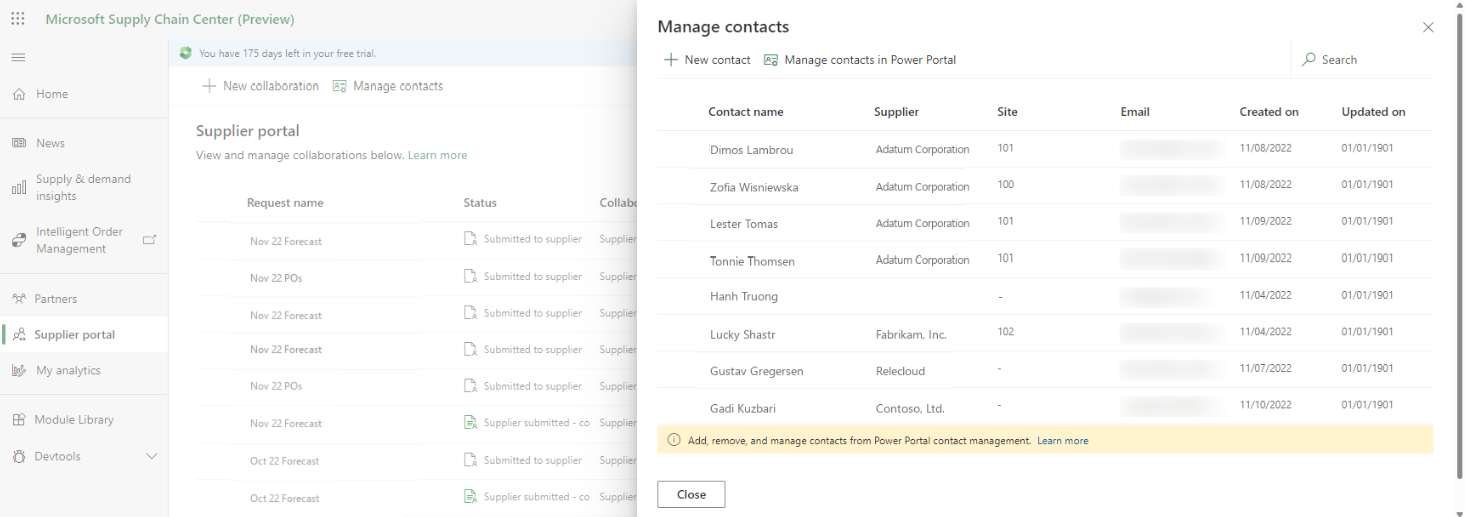 Microsoft Supply Chain Center (Preview)
You have 175 days left in your free trial.
New collaboration Manage contacts
Home
News
Supply & demand
insights
Intelligent Order
Management
Partners
Supplier portal
My analytics
Module Library
Devtools
Supplier portal
View and manage collaborations below. Learn more
Request name Status Collabo
Nov 22 Forecast Submitted to supplier Supplier
Nov 22 POs Submitted to supplier Supplier
Nov 22 Forecast Submitted to supplier Supplier
Nov 22 Forecast Submitted to supplier Supplier
Nov 22 POs Submitted to supplier Supplier
Nov 22 Forecast Supplier submitted - co Supplier
Oct 22 Forecast Submitted to supplier Supplier
Oct 22 Forecast Supplier submitted - co Supplier
Manage contacts
New contact Manage contacts in Power Portal Search
Contact name Supplier Site Email Created on Updated on
Dimos Lambrou Adatum Corporation 101 11/08/2022 01/01/1901
Zofia Wisniewska Adatum Corporation 100 11/08/2022 01/01/1901
Lester Tomas Adatum Corporation 101 11/09/2022 01/01/1901
Tonnie Thomsen Adatum Corporation 101 11/09/2022 01/01/1901
Hanh Truong - 11/04/2022 01/01/1901
Lucky Shastr Fabrikam, Inc. 102 11/04/2022 01/01/1901
Gustav Gregersen Relecloud - 11/07/2022 01/01/1901
Gadi Kuzbari Contoso, Ltd. - 11/10/2022 01/01/1901
Add, remove, and manage contacts from Power Portal contact management. Learn more
Close